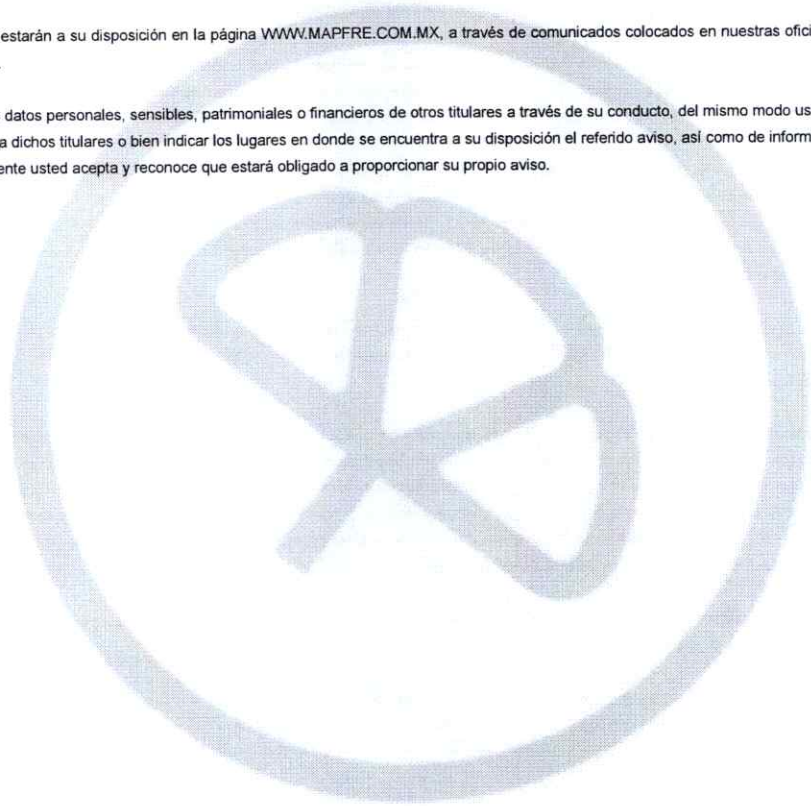 estarán a su disposición en la página WWW.MAPFRE.COM.MX, a través de comunicados colocados en nuestras ofici
datos personales, sensibles, patrimoniales o financieros de otros titulares a través de su conducto, del mismo modo us
a dichos titulares o bien indicar los lugares en donde se encuentra a su disposición el referido aviso, así como de inform
ente usted acepta y reconoce que estará obligado a proporcionar su propio aviso.